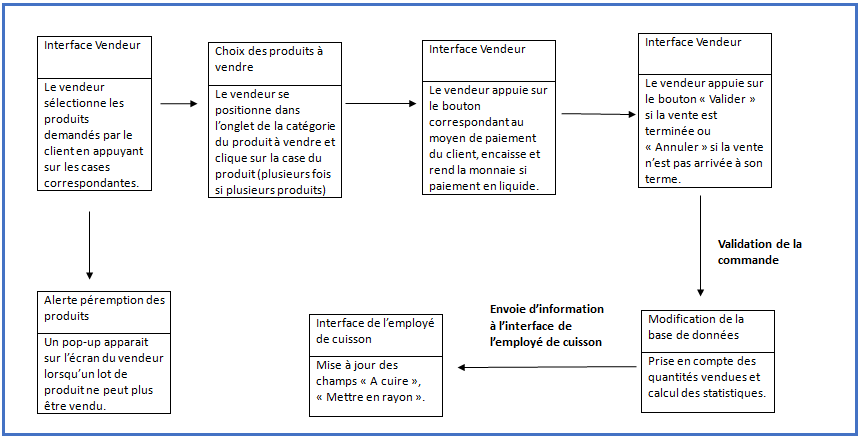 Interface Vendeur
Le vendeur
sélectionne les
produits
demandés par le
client en appuyant
sur les cases
correspondantes.
Choix des produits à
vendre
Le vendeur se
positionne dans
l’onglet de la catégorie
du produit à vendre et
clique sur la case du
produit (plusieurs fois
si plusieurs produits)
Interface Vendeur
Le vendeur appuie sur
le bouton
correspondant au
moyen de paiement
du client, encaisse et
rend la monnaie si
paiement en liquide.
Interface Vendeur
Le vendeur appuie sur
le bouton « Valider »
si la vente est
terminée ou
« Annuler » si la vente
n’est pas arrivée à son
terme.
Validation de la
commande
Alerte péremption des
produits
Un pop-up apparait
sur l’écran du vendeur
lorsqu’un lot de
produit ne peut plus
être vendu.
Interface de l’employé
de cuisson
Mise à jour des
champs « A cuire »,
« Mettre en rayon ».
Envoie d’information
à l’interface de
l’employé de cuisson
Modification de la
base de données
Prise en compte des
quantités vendues et
calcul des statistiques.